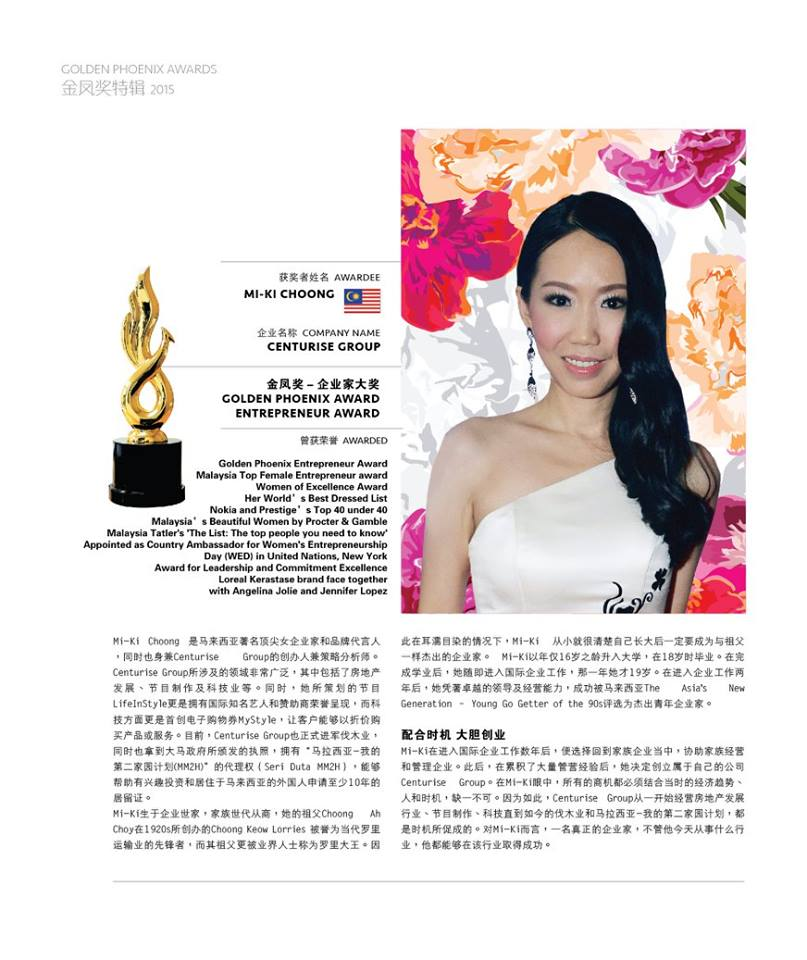 GOLDEN PHOENIX AWARDS
金凤奖特辑 2015
获奖者姓名 AWARDEE
MI-KI CHOONG
企业名称 COMPANY NAME
CENTURISE GROUP
金凤奖 – 企业家大奖
GOLDEN PHOENIX AWARD
ENTREPRENEUR AWARD
曾获荣誉 AWARDED
Golden Phoenix Entrepreneur Award
Malaysia Top Female Entrepreneur award
Women of Excellence Award
Her World's Best Dressed List
Nokia and Prestige's Top 40 under 40
Malaysia's Beautiful Women by Procter & Gamble
Malaysia Tatler's 'The List: The top people you need to know'
Appointed as Country Ambassador for Women's Entrepreneurship
Day (WED) in United Nations, New York
Award for Leadership and Commitment Excellence
Loreal Kerastase brand face together
with Angelina Jolie and Jennifer Lopez
Mi-Ki Choong 是马来西亚著名顶尖女企业家和品牌代言人
，同时也身兼Centurise Group的创办人兼策略分析师。
Centurise Group所涉及的领域非常广泛，其中包括了房地产
发展、节目制作及科技业等。同时，她所策划的节目
LifeInStyle更是拥有国际知名艺人和赞助商荣誉呈现，而科
技方面更是首创电子购物券MyStyle，让客户能够以折价购
买产品或服务。目前，Centurise Group也正式进军伐木业，
同时也拿到大马政府所颁发的执照，拥有“马拉西亚-我的
第二家园计划(MM2H)”的代理权（Seri Duta MM2H），能够
帮助有兴趣投资和居住于马来西亚的外国人申请至少10年的
居留证。
Mi-Ki生于企业世家，家族世代从商，她的祖父Choong Ah
Choy在1920s所创办的Choong Keow Lorries 被誉为当代罗里
运输业的先锋者，而其祖父更被业界人士称为罗里大王。因
此在耳濡目染的情况下，Mi-Ki 从小就很清楚自己长大后一定要成为与祖父
一样杰出的企业家。 Mi-Ki以年仅16岁之龄升入大学，在18岁时毕业。在完
成学业后，她随即进入国际企业工作，那一年她才19岁。在进入企业工作两
年后，她凭著卓越的领导及经营能力，成功被马来西亚The Asia's New
Generation – Young Go Getter of the 90s评选为杰出青年企业家。
配合时机 大胆创业
Mi-Ki在进入国际企业工作数年后，便选择回到家族企业当中，协助家族经营
和管理企业。此后，在累积了大量管营经验后，她决定创立属于自己的公司
Centurise Group。在Mi-Ki眼中，所有的商机都必须结合当时的经济趋势、
人和时机，缺一不可。因为如此，Centurise Group从一开始经营房地产发展
行业、节目制作、科技直到如今的伐木业和马拉西亚-我的第二家园计划，都
是时机所促成的。对Mi-Ki而言，一名真正的企业家，不管他今天从事什么行
业，他都能够在该行业取得成功。